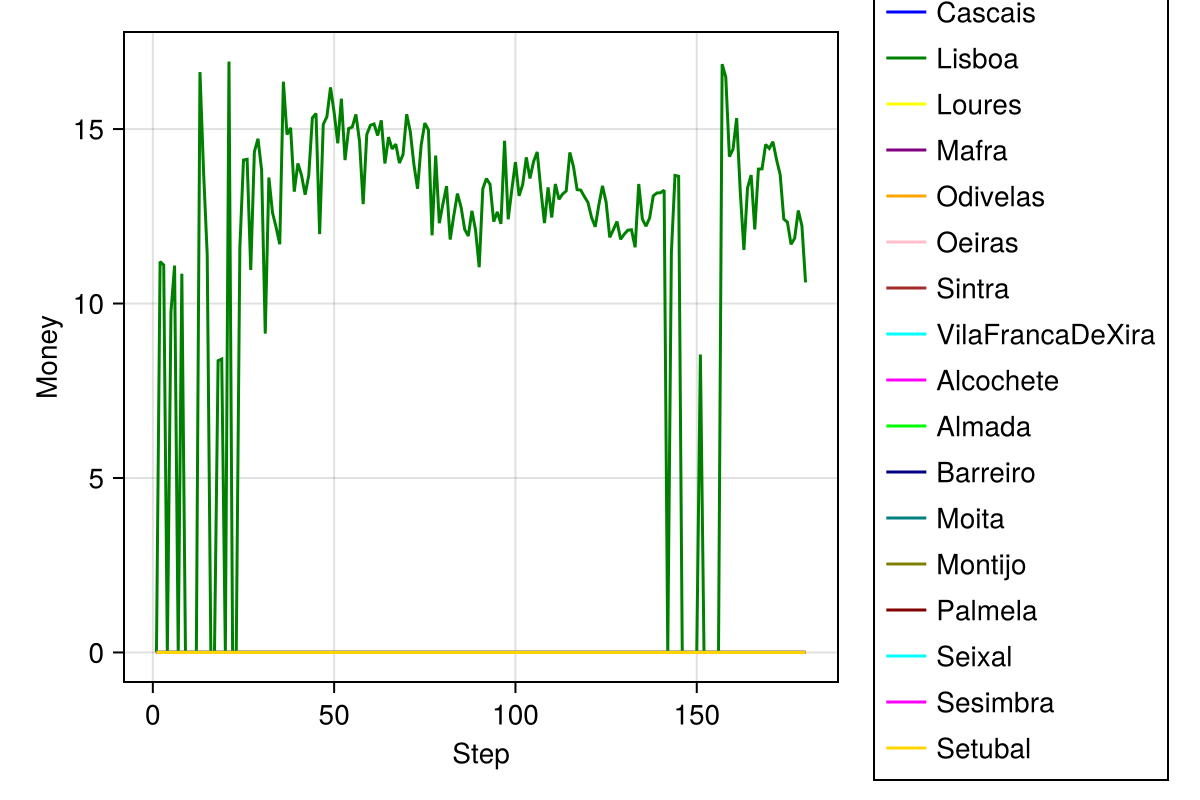 Money
15
10
5
0
0
50
100
150
Step
Cascais
Lisboa
Loures
Mafra
Odivelas
Oeiras
Sintra
VilaFrancaDeXira
Alcochete
Almada
Barreiro
Moita
Montijo
Palmela
Seixal
Sesimbra
Setubal